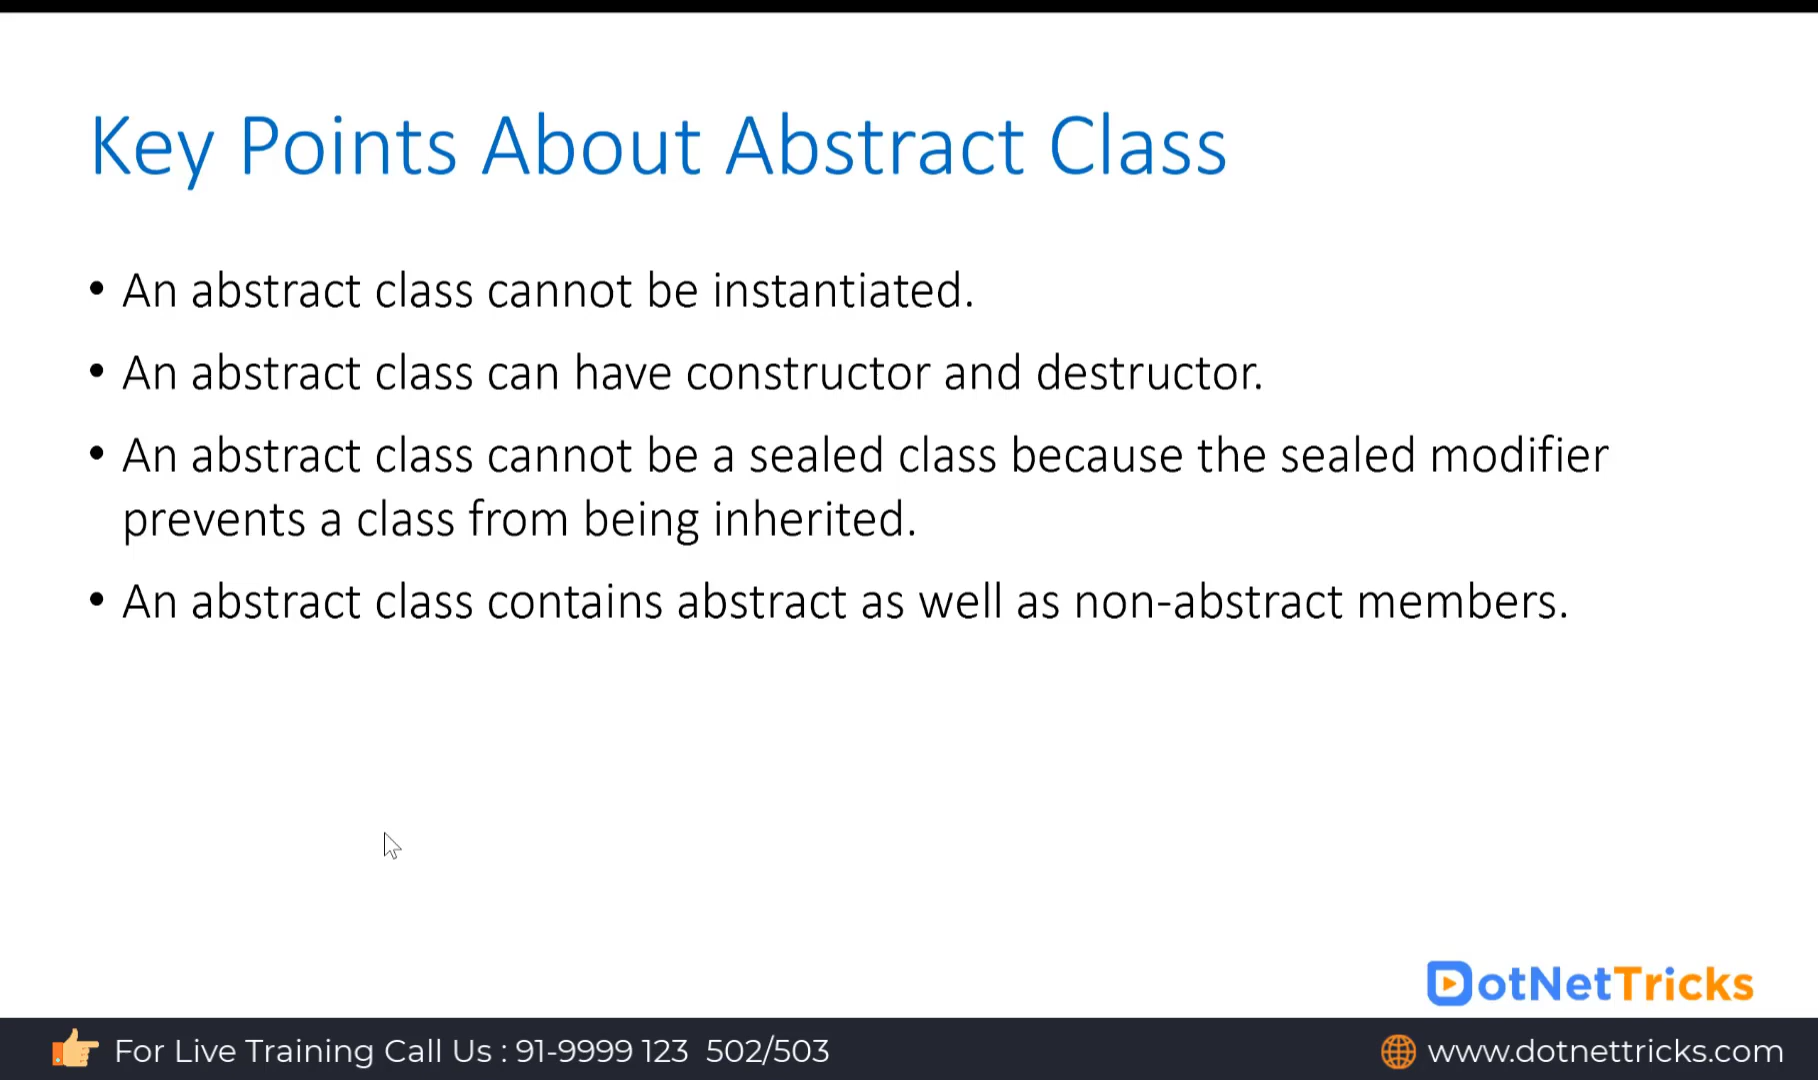 Key Points About Abstract Class
• An abstract class cannot be instantiated.
• An abstract class can have constructor and destructor.
• An abstract class cannot be a sealed class because the sealed modifier
prevents a class from being inherited.
• An abstract class contains abstract as well as non-abstract members.
DotNetTricks
For Live Training Call Us : 91-9999 123 502/503
www.dotnettricks.com